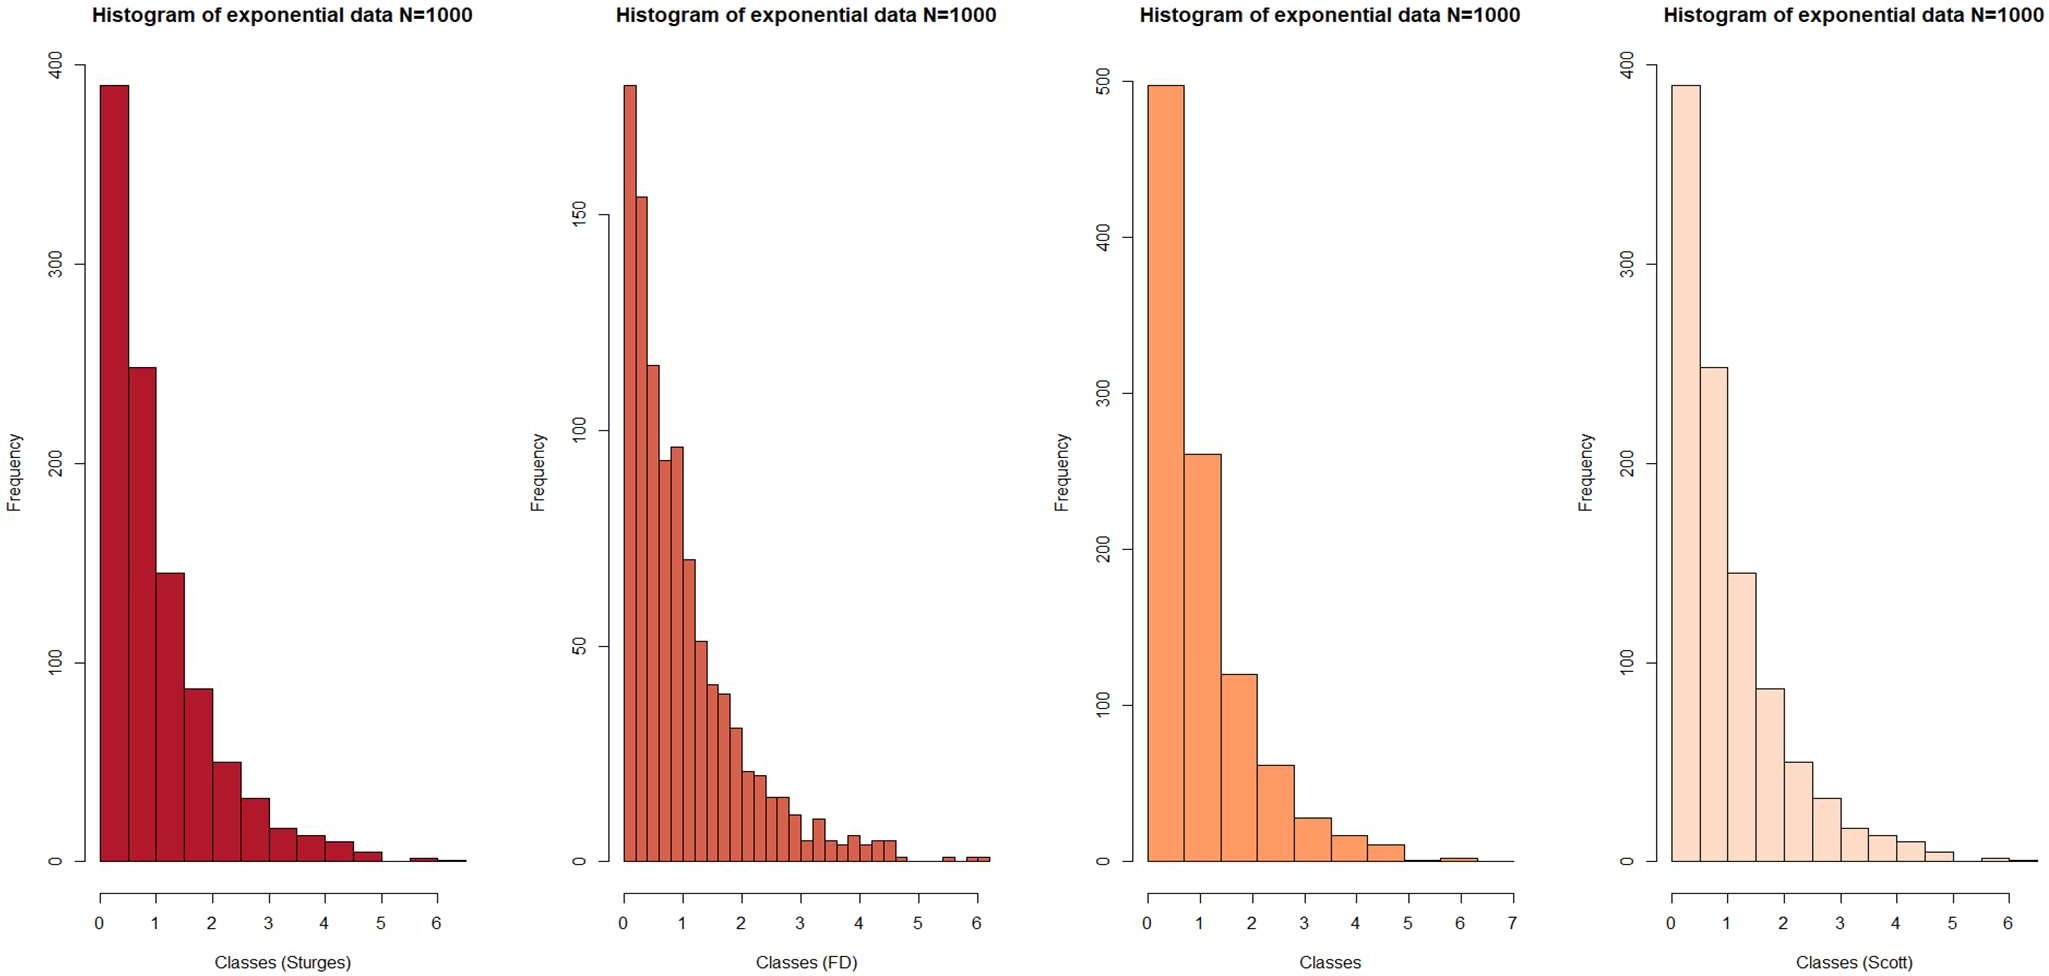 Histogram of exponential data N=1000
Frequency
400
300
200
100
0
0 1 2 3 4 5 6
Classes (Sturges)
Histogram of exponential data N=1000
Frequency
150
100
50
0
0 1 2 3 4 5 6
Classes (FD)
Histogram of exponential data N=1000
Frequency
500
400
300
200
100
0
0 1 2 3 4 5 6 7
Classes
Histogram of exponential data N=1000
Frequency
400
300
200
100
0
0 1 2 3 4 5 6
Classes (Scott)